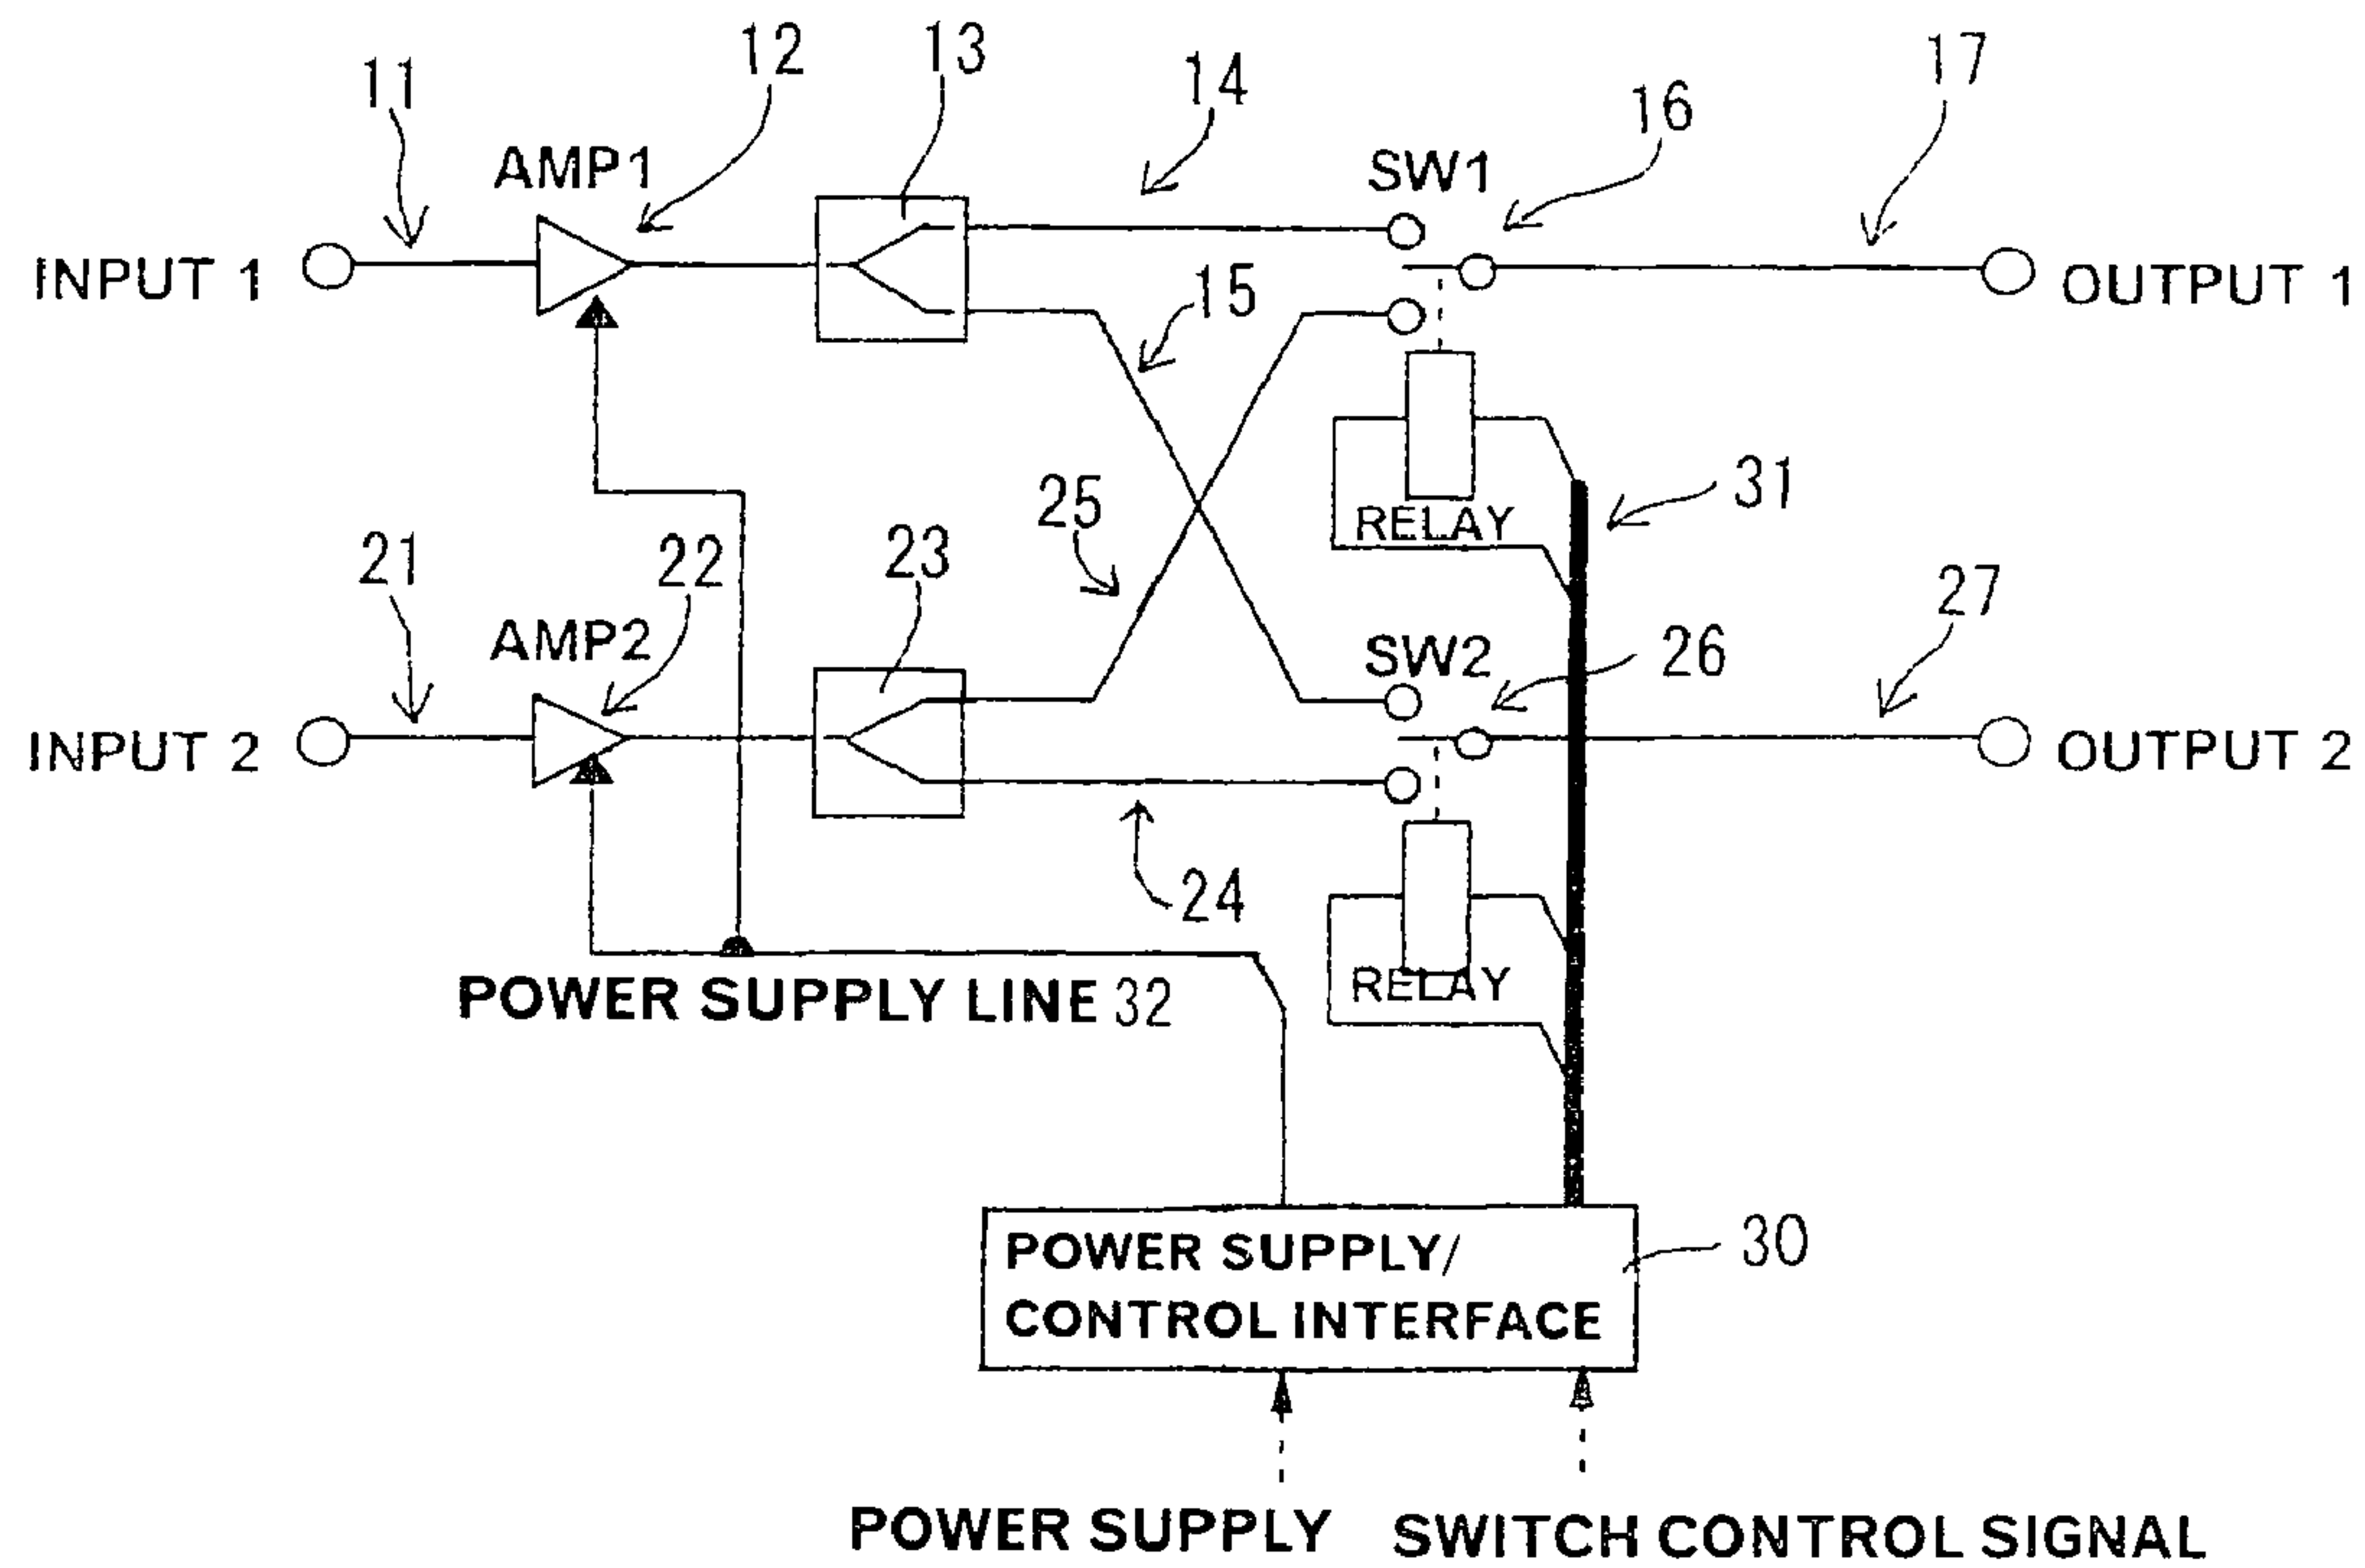 11
12
13
14
17
16
AMP1
SW1
INPUT 1
OUTPUT 1
15
31
25
RELAY
21
22
23
27
AMP2
SW2
26
INPUT 2
OUTPUT 2
24
RELAY
POWER SUPPLY LINE 32
POWER SUPPLY/
CONTROL INTERFACE
30
POWER SUPPLY
SWITCH CONTROL SIGNAL